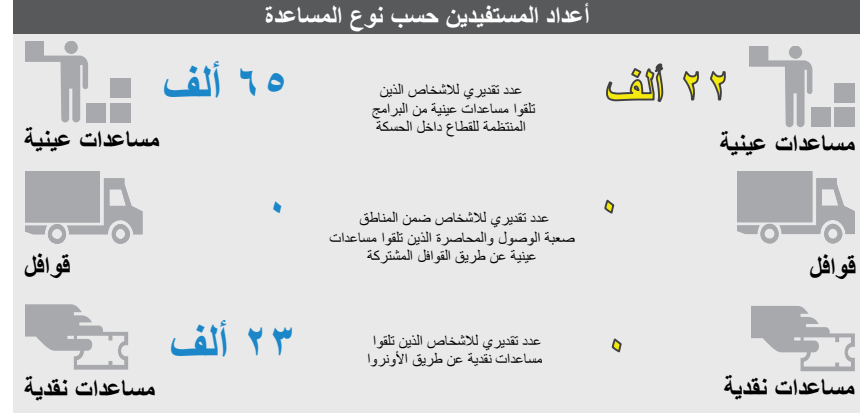 أعداد المستفيدين حسب نوع المساعدة
٢٢ ألف
مساعدات عينية
عدد تقديري للاشخاص الذين
تلقوا مساعدات عينية من البرامج
المنتظمة للقطاع داخل الحسكة
٦٥ ألف
مساعدات عينية
٠
قوافل
عدد تقديري للاشخاص ضمن المناطق
صعبة الوصول والمحاصرة الذين تلقوا مساعدات
عينية عن طريق القوافل المشتركة
٠
قوافل
٠
مساعدات نقدية
عدد تقديري للاشخاص الذين تلقوا
مساعدات نقدية عن طريق الأونروا
٢٣ ألف
مساعدات نقدية